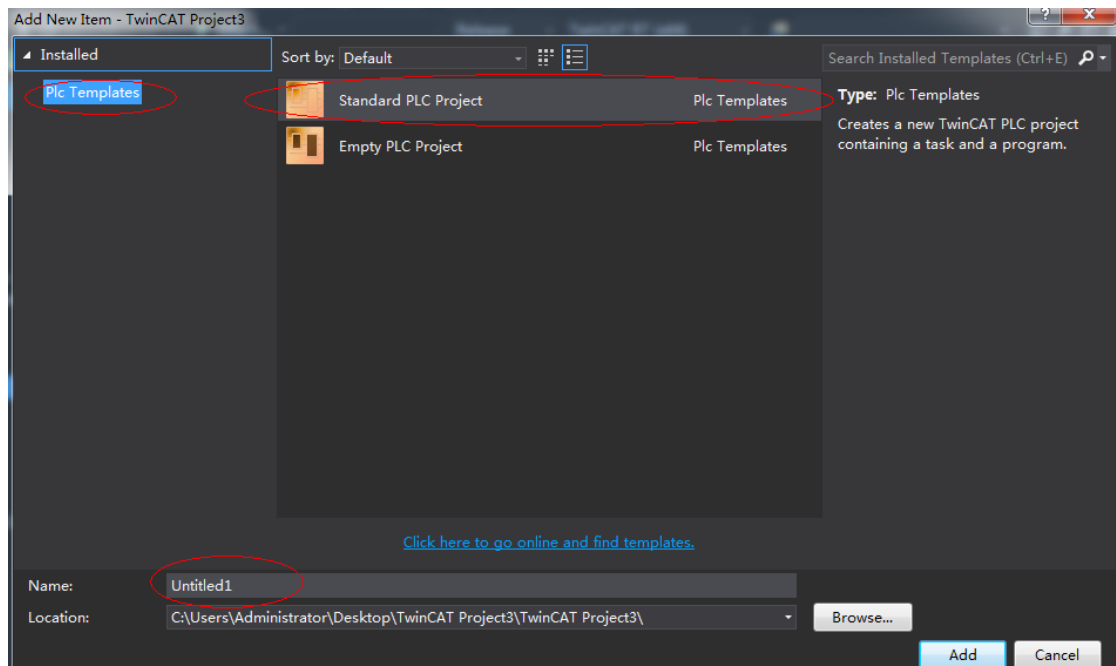 Add New Item - TwinCAT Project3
Installed
Sort by: Default
Search Installed Templates (Ctrl+E)
Plc Templates
Standard PLC Project Plc Templates
Type: Plc Templates
Creates a new TwinCAT PLC project
containing a task and a program.
Empty PLC Project Plc Templates
Click here to go online and find templates.
Name: Untitled1
Location: C:\Users\Administrator\Desktop\TwinCAT Project3\TwinCAT Project3\ Browse...
Add Cancel